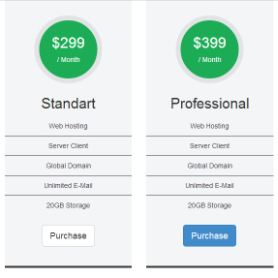 $299
/ Month
Standart
Web Hosting
Server Client
Global Domain
Unlimited E-Mail
20GB Storage
Purchase
$399
/ Month
Professional
Web Hosting
Server Client
Global Domain
Unlimited E-Mail
20GB Storage
Purchase